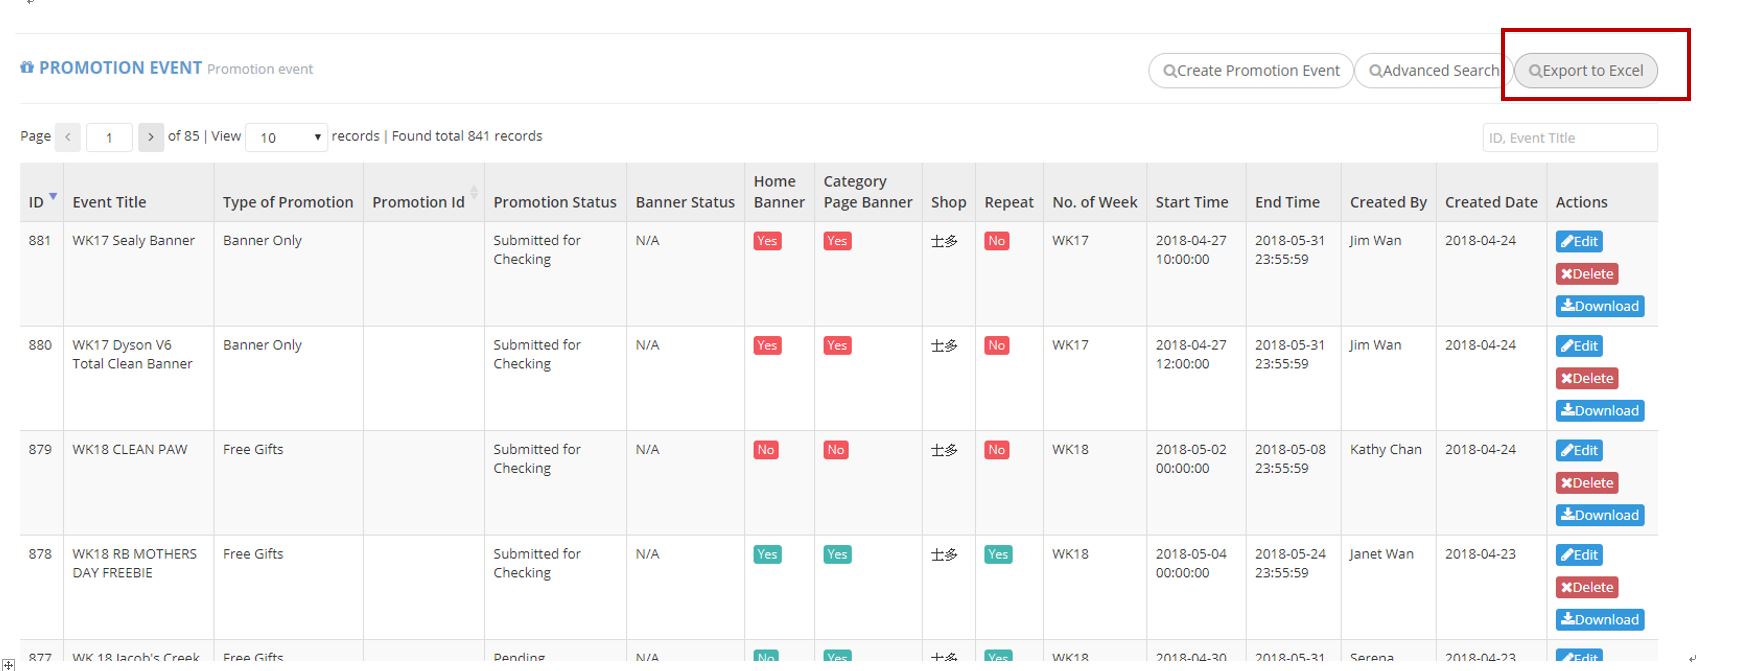 PROMOTION EVENT Promotion event
Create Promotion Event
Advanced Search
Export to Excel
Page < 1 > of 85 | View 10 records | Found total 841 records
ID, Event Title
ID Event Title Type of Promotion Promotion Id Promotion Status Banner Status Home Banner Category Page Banner Shop Repeat No. of Week Start Time End Time Created By Created Date Actions
881 WK17 Sealy Banner Banner Only Submitted for Checking N/A Yes Yes 士多 No WK17 2018-04-27 10:00:00 2018-05-31 23:55:59 Jim Wan 2018-04-24 Edit
Delete
Download
880 WK17 Dyson V6 Total Clean Banner Banner Only Submitted for Checking N/A Yes Yes 士多 No WK17 2018-04-27 12:00:00 2018-05-31 23:55:59 Jim Wan 2018-04-24 Edit
Delete
Download
879 WK18 CLEAN PAW Free Gifts Submitted for Checking N/A No No 士多 No WK18 2018-05-02 00:00:00 2018-05-08 23:55:59 Kathy Chan 2018-04-24 Edit
Delete
Download
878 WK18 RB MOTHERS DAY FREEBIE Free Gifts Submitted for Checking N/A Yes Yes 士多 Yes WK18 2018-05-04 00:00:00 2018-05-24 23:55:59 Janet Wan 2018-04-23 Edit
Delete
Download
877 WK 18 Jacob's Creek Free Gifts Pending N/A No Yes 士多 Yes WK18 2018-04-30 2018-05-31 Serena 2018-04-23 Edit